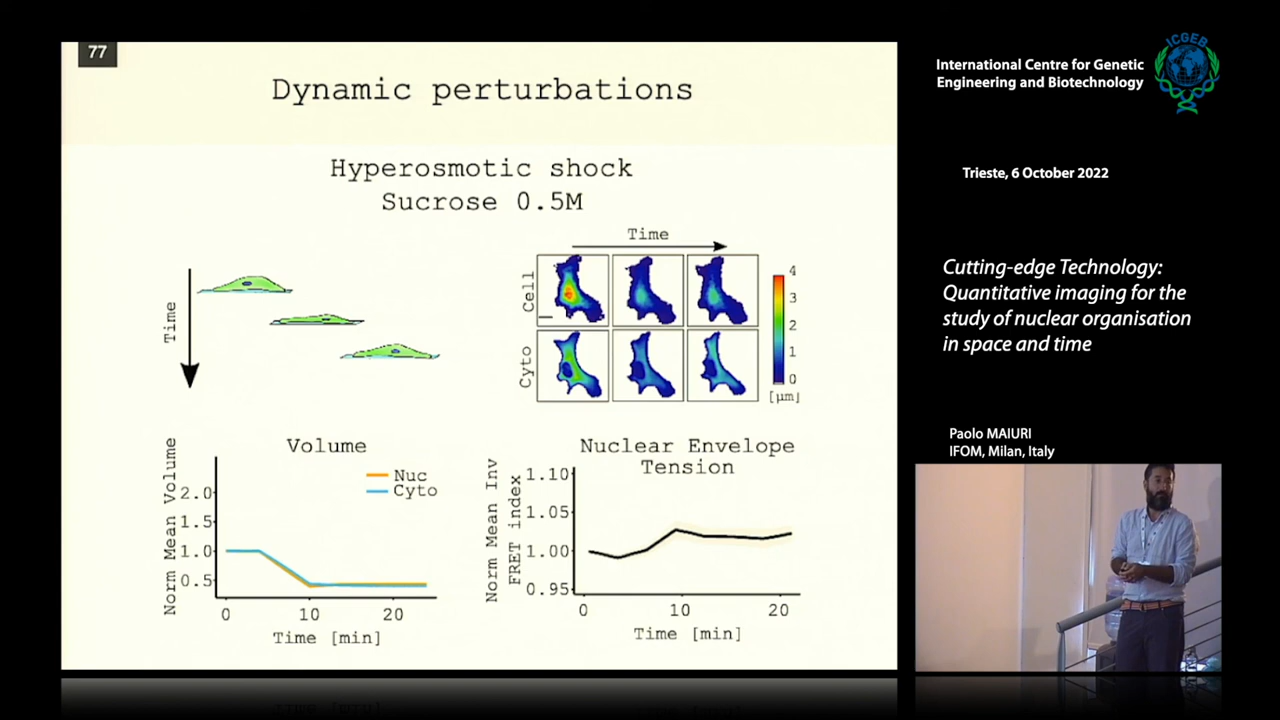 77
Dynamic perturbations
Hyperosmotic shock
Sucrose 0.5M
Time
Time
Cell
Cyto
4
3
2
1
0
[µm]
Volume
Norm Mean Volume
2.0
1.5
1.0
0.5
Nuc
Cyto
0
10
20
Time [min]
Nuclear Envelope
Tension
Norm Mean Inv
FRET index
1.10
1.05
1.00
0.95
0
10
20
Time [min]
International Centre for Genetic
Engineering and Biotechnology
ICGEB
Trieste, 6 October 2022
Cutting-edge Technology:
Quantitative imaging for the
study of nuclear organisation
in space and time
Paolo MAIURI
IFOM, Milan, Italy